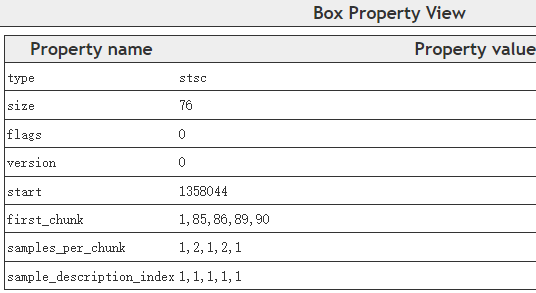 Box Property View
Property name Property value
type stsc
size 76
flags 0
version 0
start 1358044
first_chunk 1,85,86,89,90
samples_per_chunk 1,2,1,2,1
sample_description_index 1,1,1,1,1